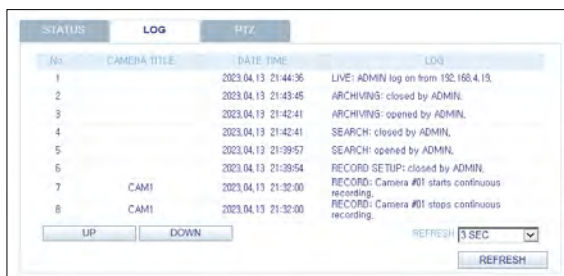 STATUS LOG PTZ
No. CAMERA TITLE DATE TIME LOG
1 2023.04.13 21:44:36 LIVE: ADMIN log on from 192.168.4.19.
2 2023.04.13 21:43:45 ARCHIVING: closed by ADMIN.
3 2023.04.13 21:42:41 ARCHIVING: opened by ADMIN.
4 2023.04.13 21:42:41 SEARCH: closed by ADMIN.
5 2023.04.13 21:39:57 SEARCH: opened by ADMIN.
6 2023.04.13 21:39:54 RECORD SETUP: closed by ADMIN.
7 CAM1 2023.04.13 21:32:00 RECORD: Camera #01 starts continuous
recording.
8 CAM1 2023.04.13 21:32:00 RECORD: Camera #01 stops continuous
recording.
UP DOWN REFRESH 3 SEC
REFRESH